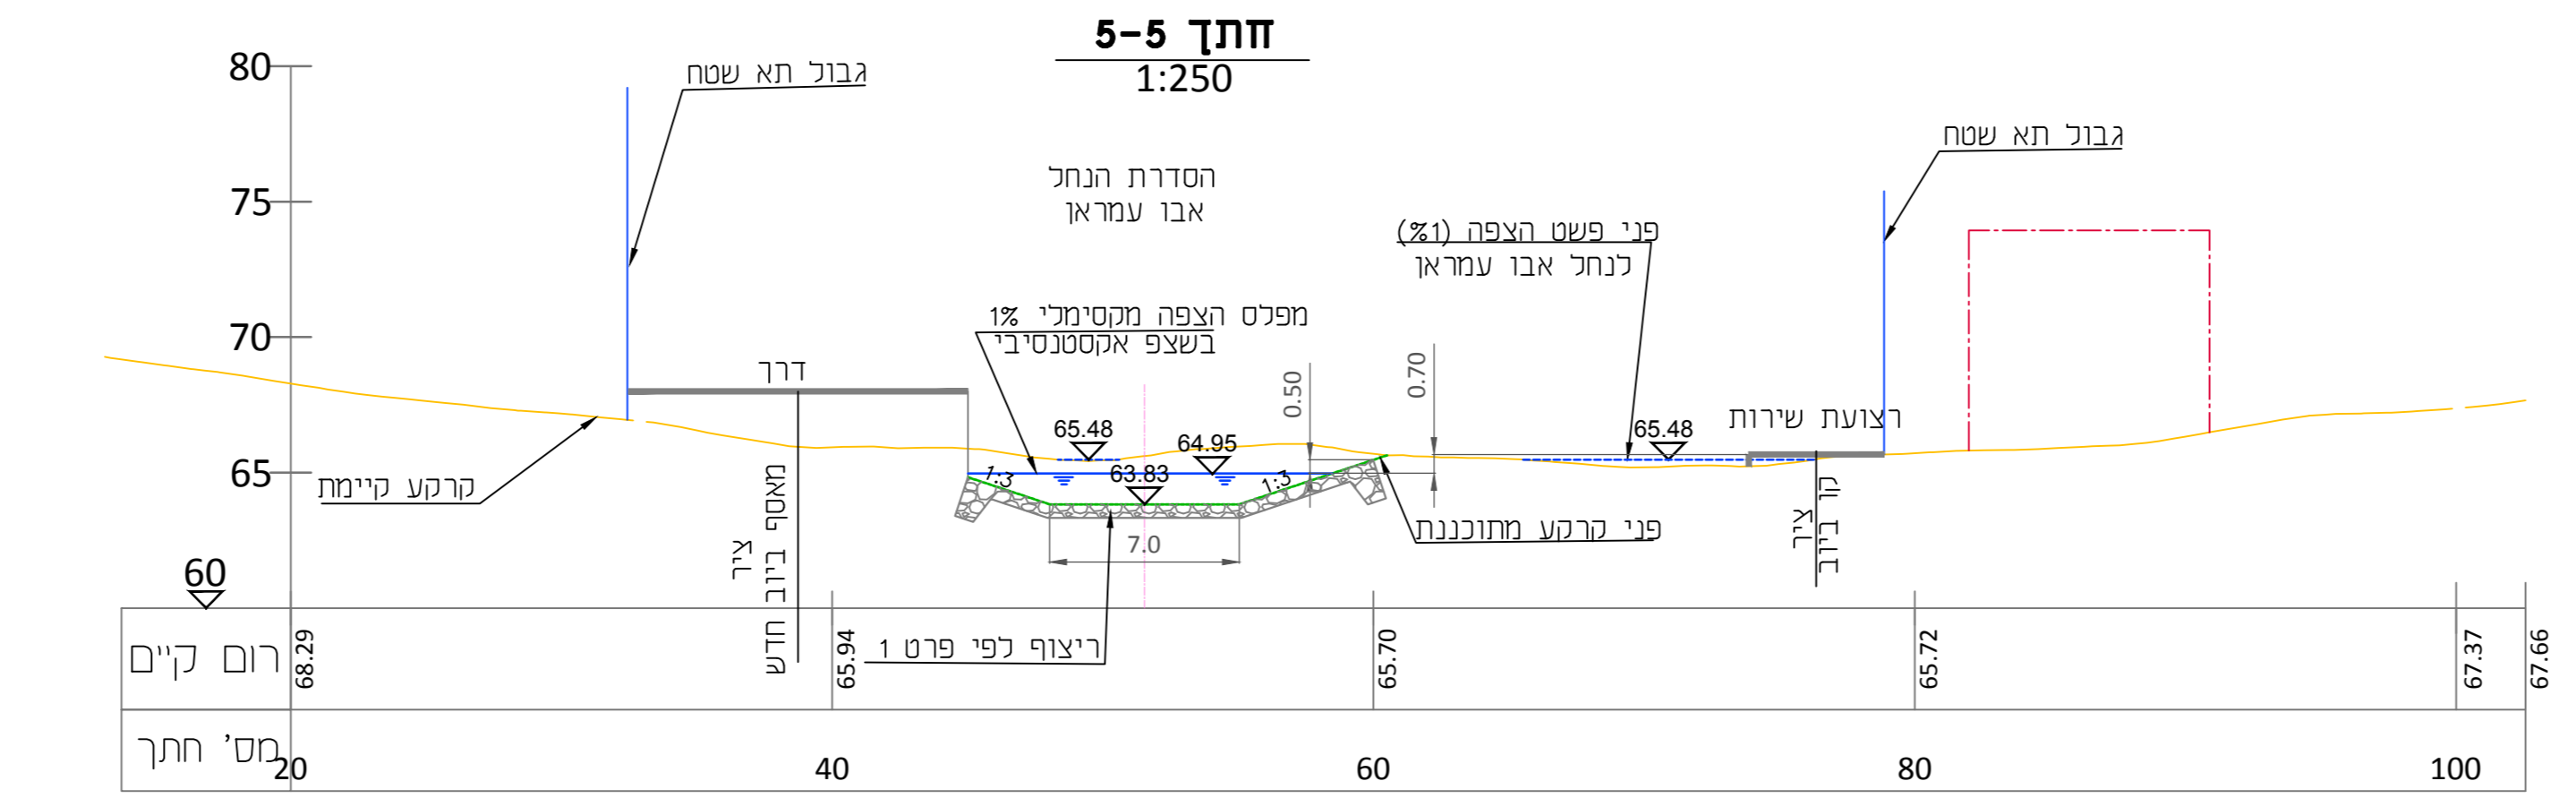 חתך 5-5
1:250
80
75
70
65
60
גבול תא שטח
גבול תא שטח
הסדרת הנחל
אבו עמראן
פני פשט הצפה (1%)
לנחל אבו עמראן
מפלס הצפה מקסימלי 1%
בשצפ אקסטנסיבי
דרך
0.50
0.70
רצועת שירות
65.48
64.95
65.48
63.83
1:3
1:3
קרקע קיימת
פני קרקע מתוכננת
7.0
ציר
מאסף ביוב חדש
ציר
קו ביוב
ריצוף לפי פרט 1
רום קיים
68.29
65.94
65.70
65.72
67.37
67.66
מס' חתך
20
40
60
80
100